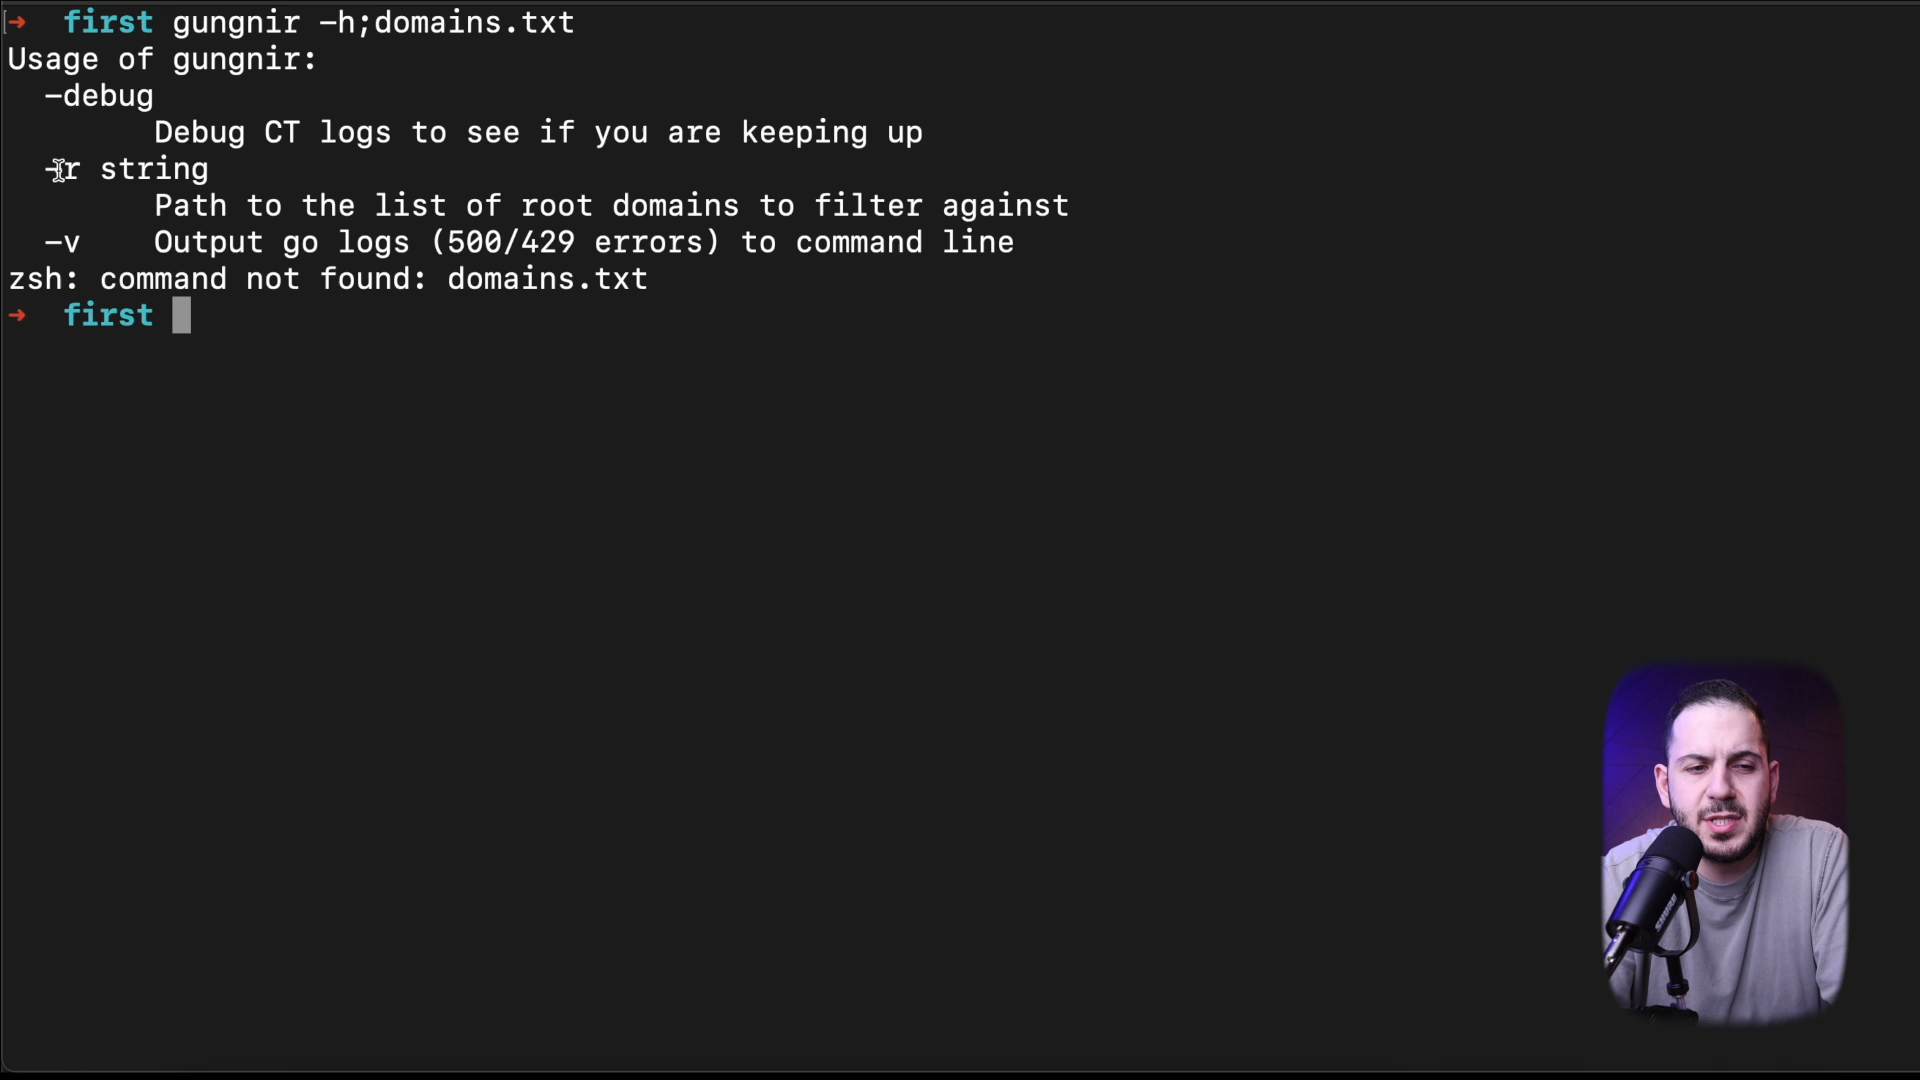 → first gungnir -h;domains.txt
Usage of gungnir:
-debug
Debug CT logs to see if you are keeping up
-r string
Path to the list of root domains to filter against
-v Output go logs (500/429 errors) to command line
zsh: command not found: domains.txt
→ first
SHURE